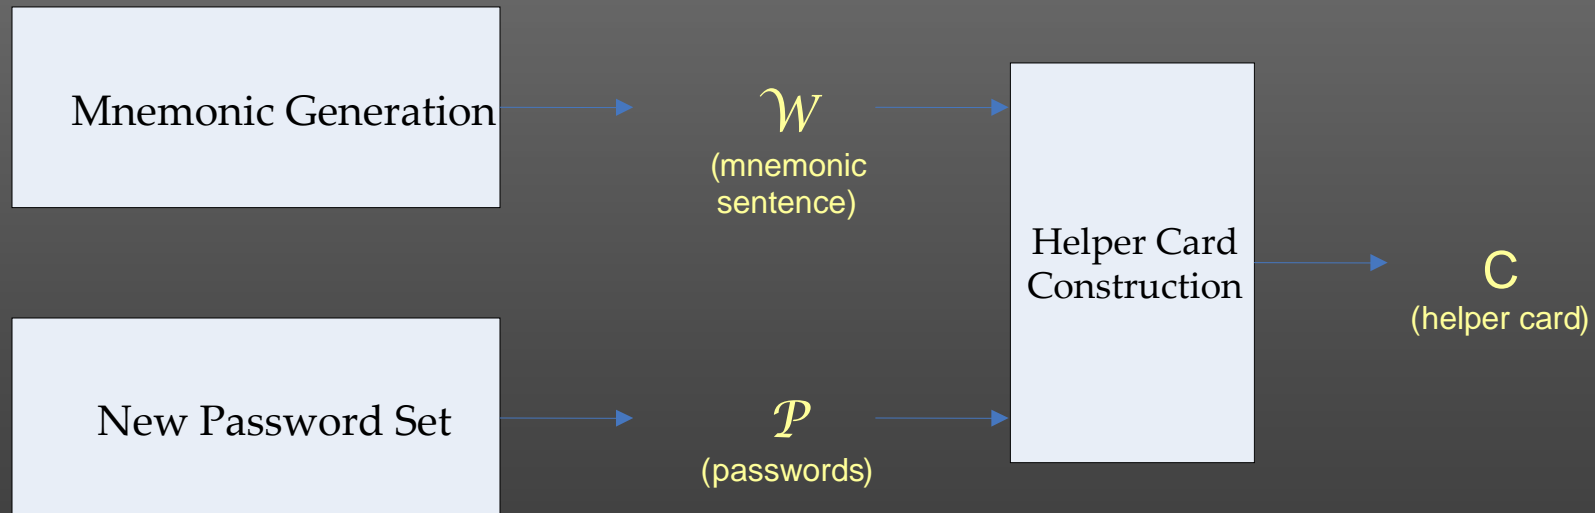 Mnemonic Generation
𝒲
(mnemonic
sentence)
Helper Card
Construction
C
(helper card)
New Password Set
𝒫
(passwords)